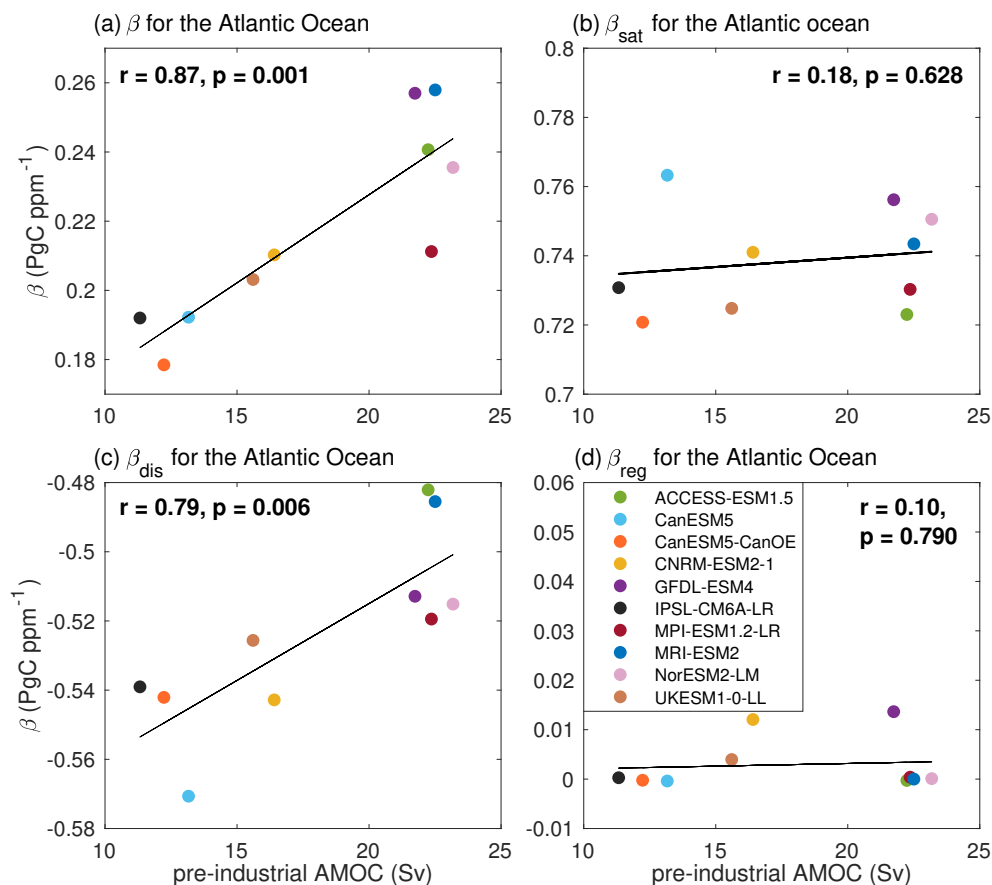 (a) β for the Atlantic Ocean
r = 0.87, p = 0.001
β (PgC ppm⁻¹)
0.26
0.24
0.22
0.2
0.18
10 15 20 25
(b) βsat for the Atlantic ocean
r = 0.18, p = 0.628
0.8
0.78
0.76
0.74
0.72
0.7
10 15 20 25
(c) βdis for the Atlantic Ocean
r = 0.79, p = 0.006
β (PgC ppm⁻¹)
-0.48
-0.5
-0.52
-0.54
-0.56
-0.58
10 15 20 25
pre-industrial AMOC (Sv)
(d) βreg for the Atlantic Ocean
r = 0.10,
p = 0.790
0.06
0.05
0.04
0.03
0.02
0.01
0
-0.01
ACCESS-ESM1.5
CanESM5
CanESM5-CanOE
CNRM-ESM2-1
GFDL-ESM4
IPSL-CM6A-LR
MPI-ESM1.2-LR
MRI-ESM2
NorESM2-LM
UKESM1-0-LL
10 15 20 25
pre-industrial AMOC (Sv)